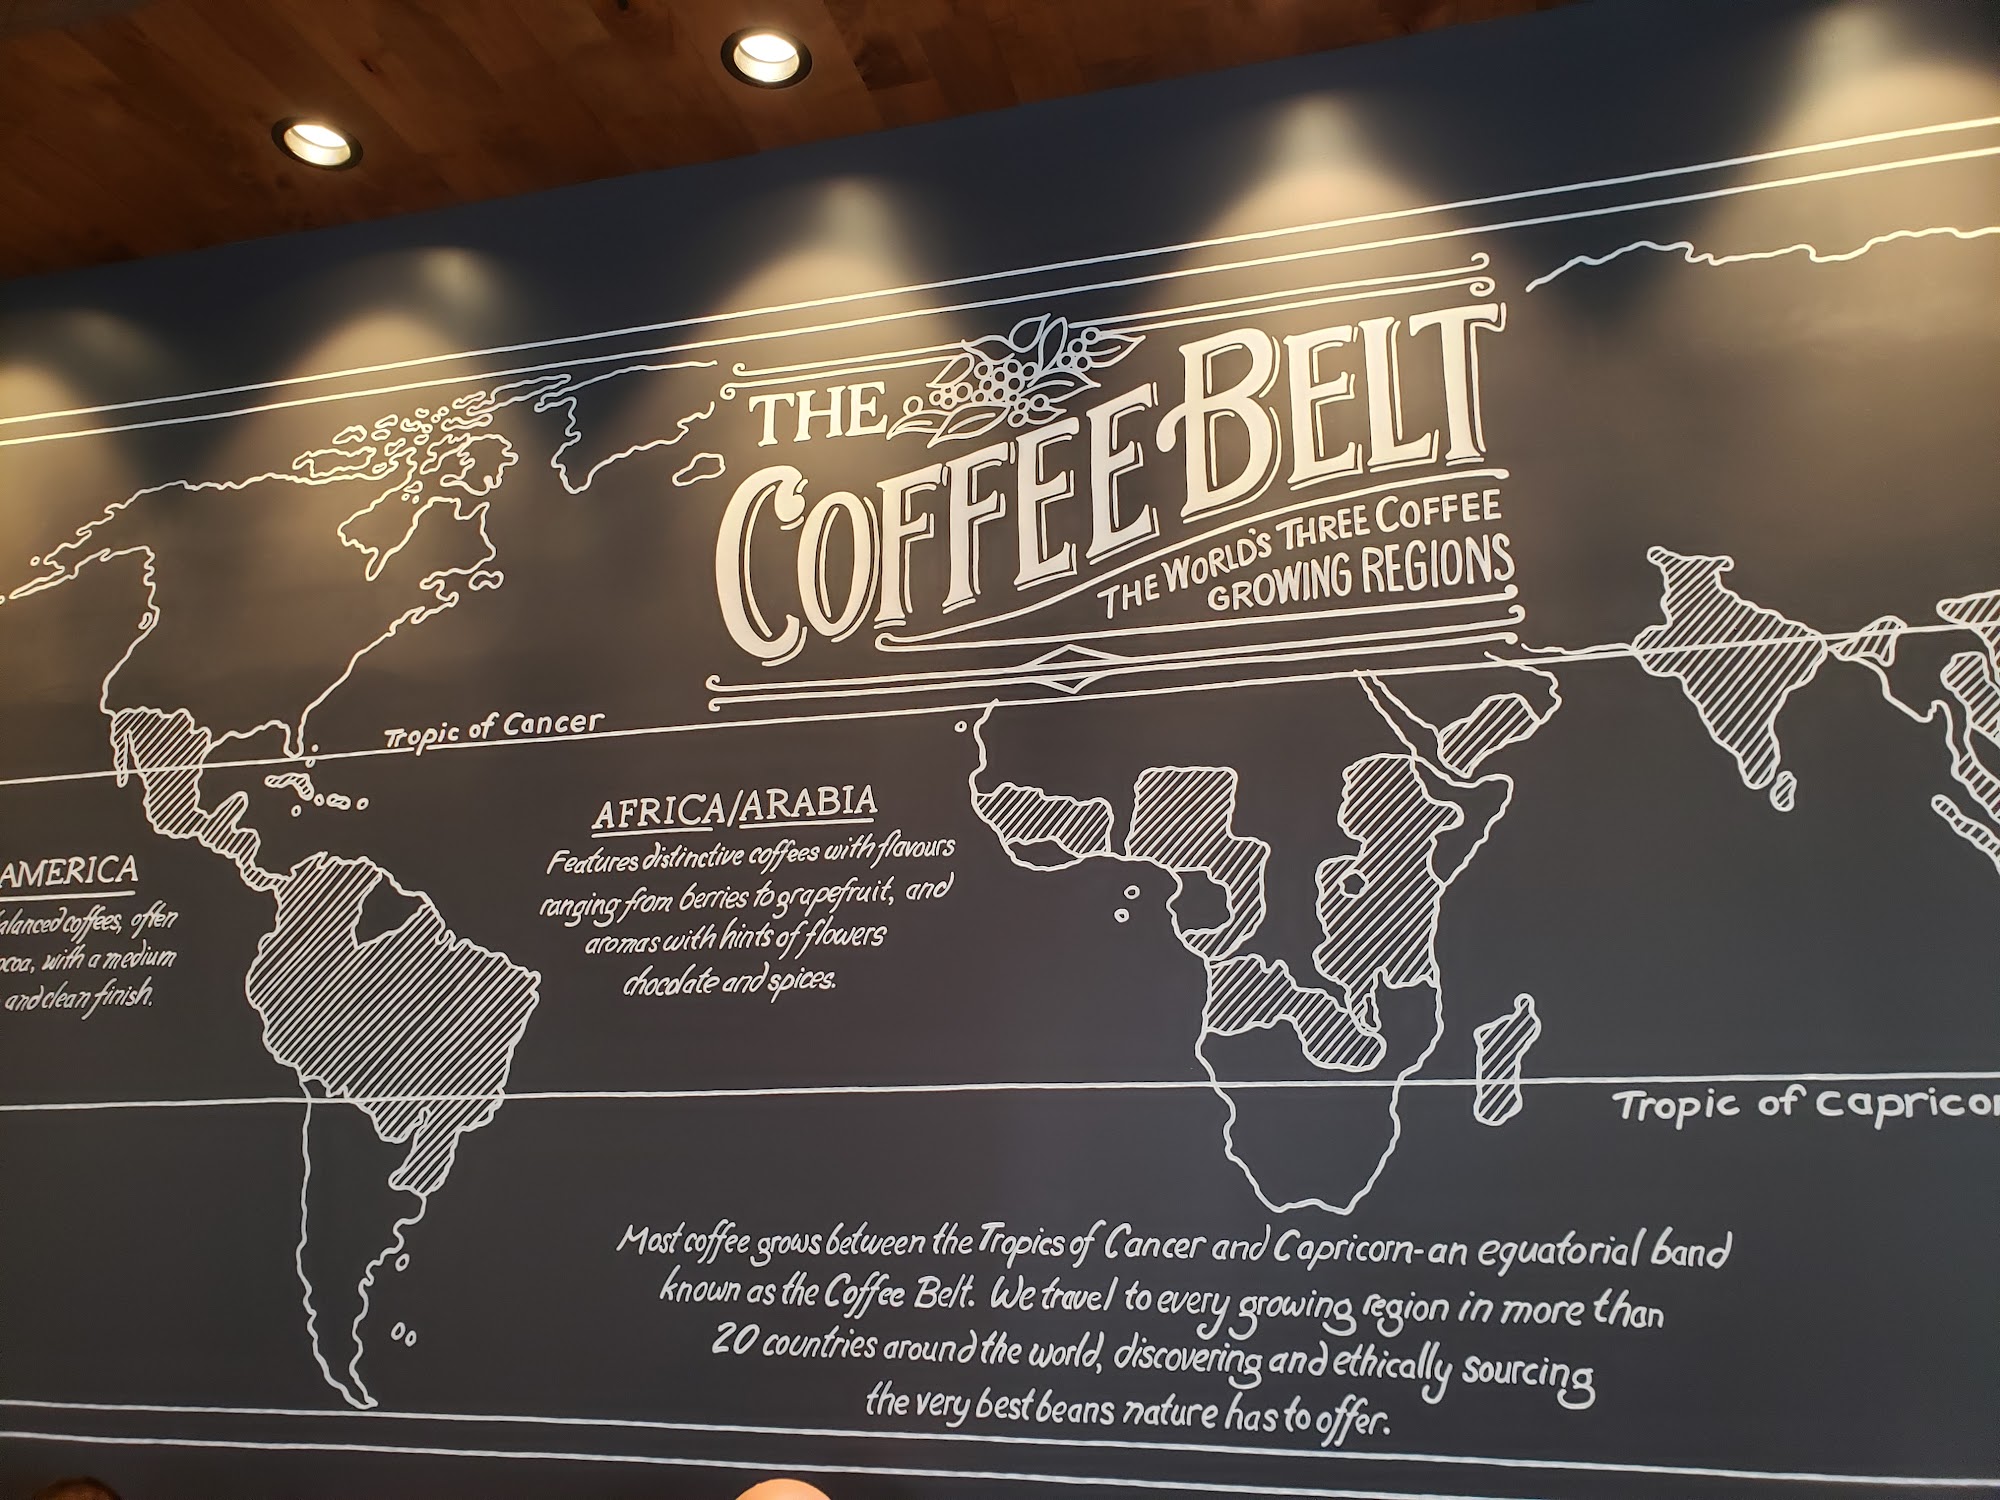 THE
COFFEE BELT
THE WORLD'S THREE COFFEE
GROWING REGIONS
Tropic of Cancer
AMERICA
coffees, often
with a medium
and clean finish.
AFRICA/ARABIA
Features distinctive coffees with flavours
ranging from berries to grapefruit, and
aromas with hints of flowers
chocolate and spices.
Tropic of
Most coffee grows between the Tropics of Cancer and Capricorn-an equatorial band
known as the Coffee Belt. We travel to every growing region in more than
20 countries around the world, discovering and ethically sourcing
the very best beans nature has to offer.